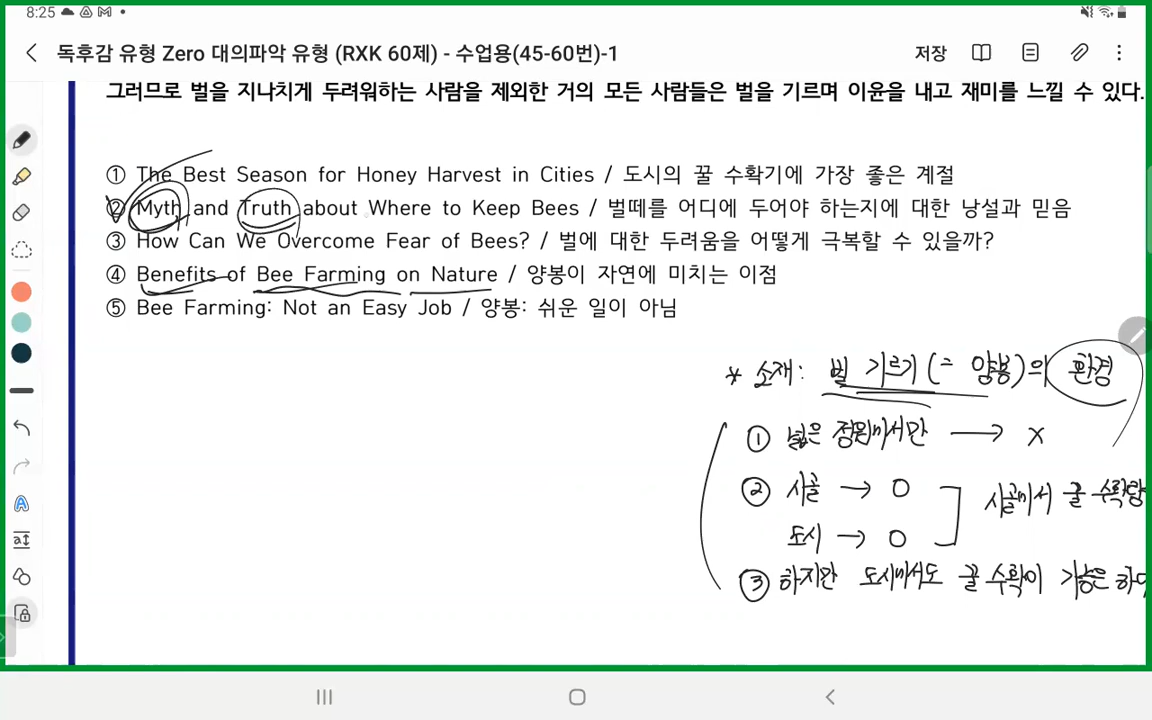 8:25
독후감 유형 Zero 대의파악 유형 (RXK 60제) - 수업용(45-60번)-1
저장
그러므로 벌을 지나치게 두려워하는 사람을 제외한 거의 모든 사람들은 벌을 기르며 이윤을 내고 재미를 느낄 수 있다.
① The Best Season for Honey Harvest in Cities / 도시의 꿀 수확기에 가장 좋은 계절
② Myth and Truth about Where to Keep Bees / 벌떼를 어디에 두어야 하는지에 대한 낭설과 믿음
③ How Can We Overcome Fear of Bees? / 벌에 대한 두려움을 어떻게 극복할 수 있을까?
④ Benefits of Bee Farming on Nature / 양봉이 자연에 미치는 이점
⑤ Bee Farming: Not an Easy Job / 양봉: 쉬운 일이 아님
* 소재: 벌 기르기(= 양봉)의 환경
① 넓은 정원에서만 → X
② 시골 → O
시골에서 꿀 수확량
도시 → O
③ 하지만 도시에서도 꿀 수확이 가능은 하다